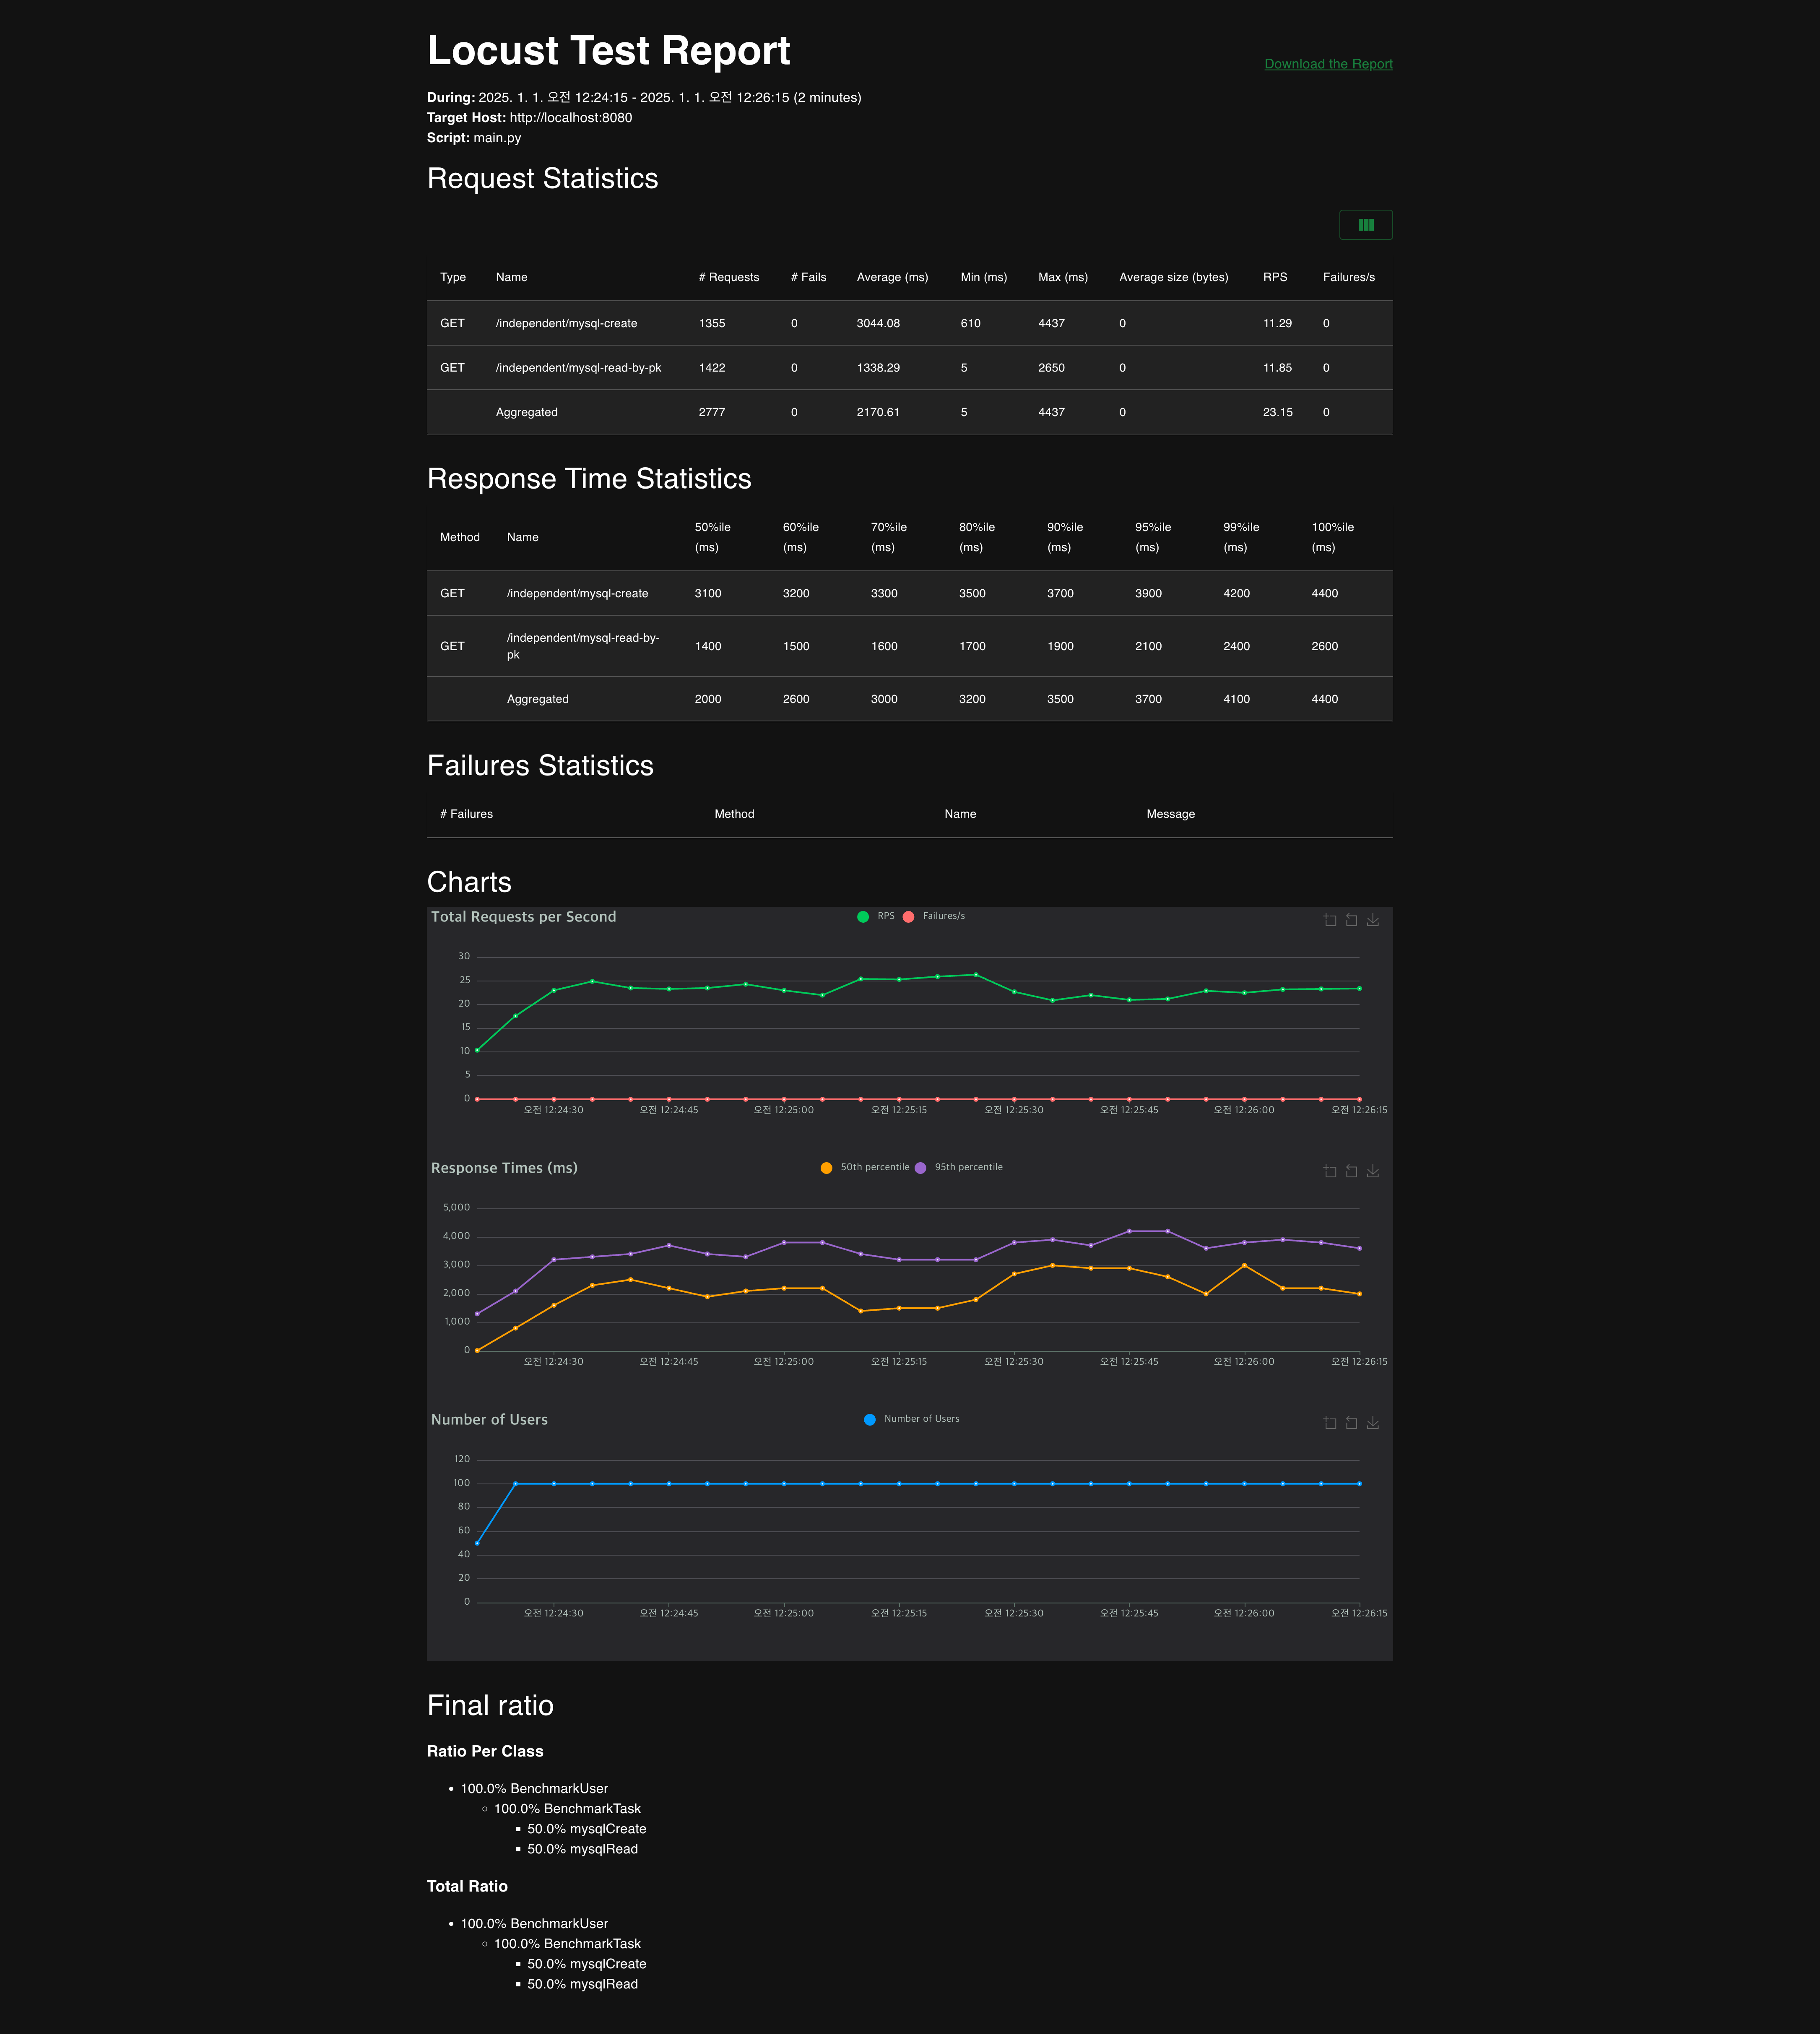 Locust Test Report
Download the Report
During: 2025. 1. 1. 오전 12:24:15 - 2025. 1. 1. 오전 12:26:15 (2 minutes)
Target Host: http://localhost:8080
Script: main.py
Request Statistics
Type Name # Requests # Fails Average (ms) Min (ms) Max (ms) Average size (bytes) RPS Failures/s
GET /independent/mysql-create 1355 0 3044.08 610 4437 0 11.29 0
GET /independent/mysql-read-by-pk 1422 0 1338.29 5 2650 0 11.85 0
Aggregated 2777 0 2170.61 5 4437 0 23.15 0
Response Time Statistics
Method Name 50%ile (ms) 60%ile (ms) 70%ile (ms) 80%ile (ms) 90%ile (ms) 95%ile (ms) 99%ile (ms) 100%ile (ms)
GET /independent/mysql-create 3100 3200 3300 3500 3700 3900 4200 4400
GET /independent/mysql-read-by-pk 1400 1500 1600 1700 1900 2100 2400 2600
Aggregated 2000 2600 3000 3200 3500 3700 4100 4400
Failures Statistics
# Failures Method Name Message
Charts
Total Requests per Second RPS Failures/s
30
25
20
15
10
5
0
오전 12:24:30 오전 12:24:45 오전 12:25:00 오전 12:25:15 오전 12:25:30 오전 12:25:45 오전 12:26:00 오전 12:26:15
Response Times (ms) 50th percentile 95th percentile
5,000
4,000
3,000
2,000
1,000
0
오전 12:24:30 오전 12:24:45 오전 12:25:00 오전 12:25:15 오전 12:25:30 오전 12:25:45 오전 12:26:00 오전 12:26:15
Number of Users Number of Users
120
100
80
60
40
20
0
오전 12:24:30 오전 12:24:45 오전 12:25:00 오전 12:25:15 오전 12:25:30 오전 12:25:45 오전 12:26:00 오전 12:26:15
Final ratio
Ratio Per Class
100.0% BenchmarkUser
100.0% BenchmarkTask
50.0% mysqlCreate
50.0% mysqlRead
Total Ratio
100.0% BenchmarkUser
100.0% BenchmarkTask
50.0% mysqlCreate
50.0% mysqlRead